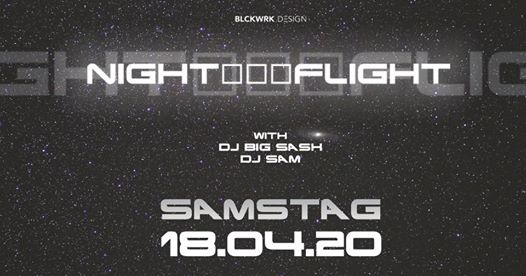 BLCKWRK.DESIGN
NIGHT□□□FLIGHT
WITH
DJ BIG SASH
DJ SAM
SAMSTAG
18.04.20